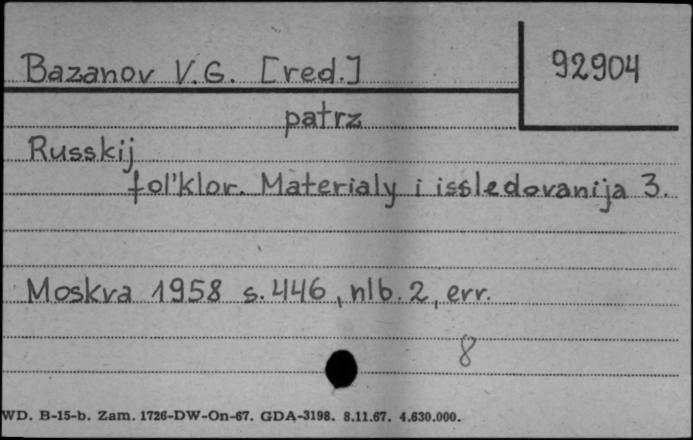 Bazanov V.G. [red.]
92904
patrz
Russkij
fol'klor. Materialy i issledovanija 3.
Moskva 1958 s. 446, nlb. 2, err.
8
WD. B-15-b. Zam. 1726-DW-On-67. GDA-3198. 8.11.67. 4.630.000.